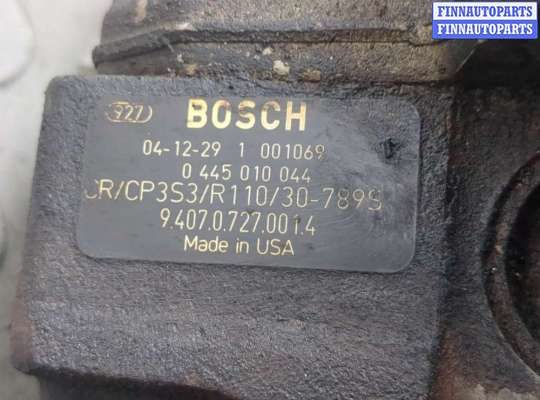 FINNAUTOPARTS
FINNAUTOPARTS
927 BOSCH
04-12-29 1 001069
0 445 010 044
CR/CP3S3/R110/30-789S
9.407.0.727.001.4
Made in USA